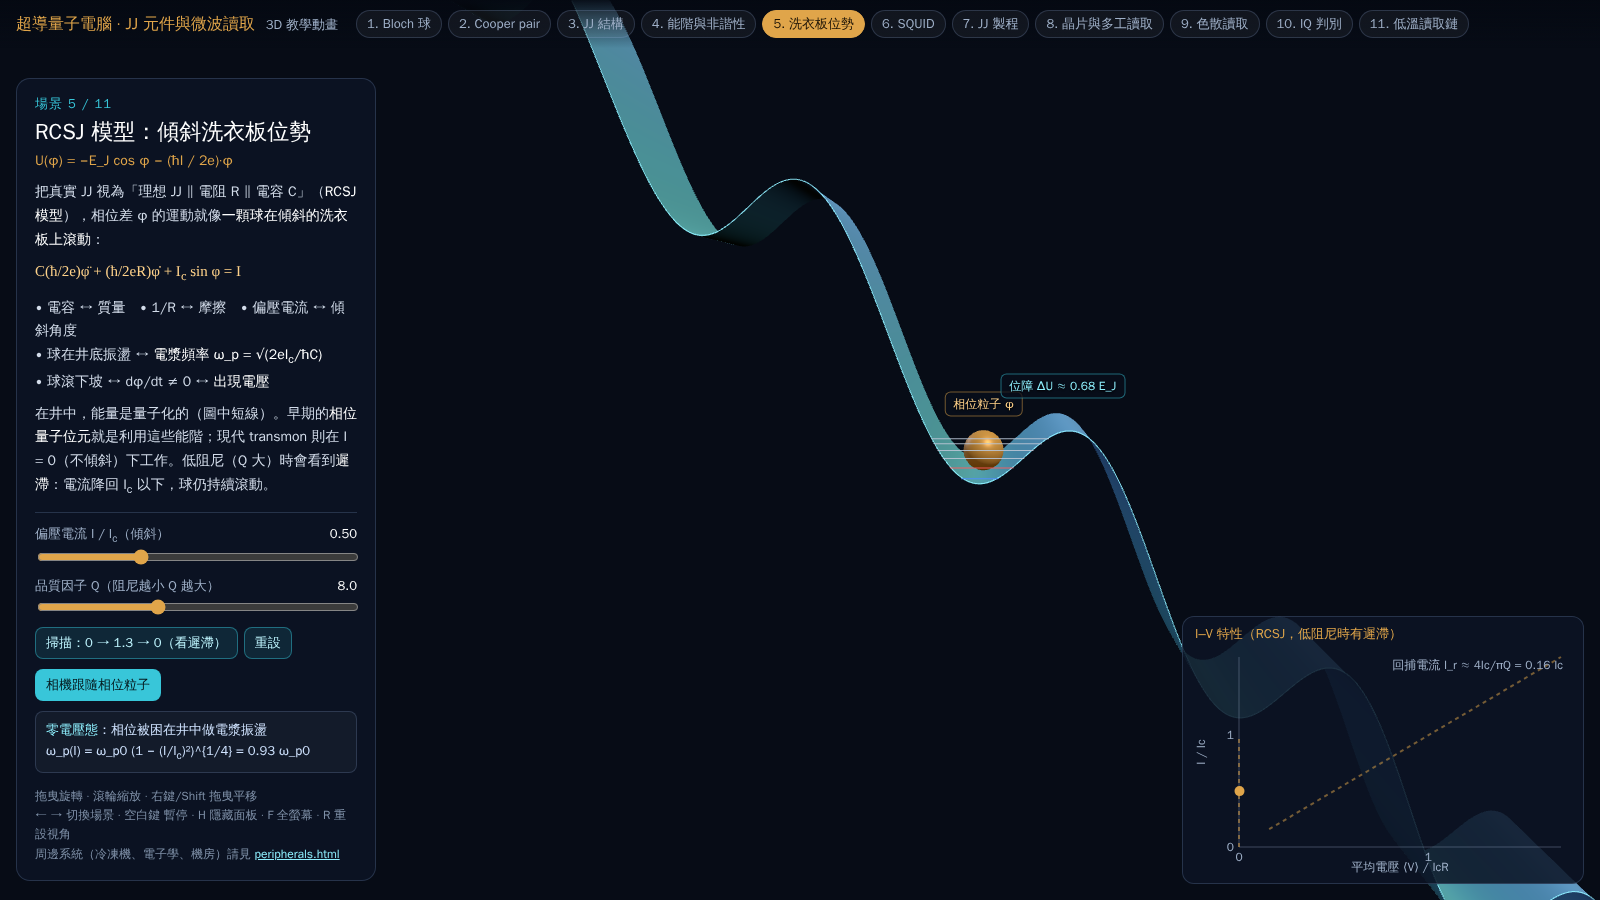 超導量子電腦 · JJ 元件與微波讀取 3D 教學動畫 1. Bloch 球 2. Cooper pair 3. JJ 結構 4. 能階與非諧性 5. 洗衣板位勢 6. SQUID 7. JJ 製程 8. 晶片與多工讀取 9. 色散讀取 10. IQ 判別 11. 低溫讀取鏈
場景 5 / 11
RCSJ 模型：傾斜洗衣板位勢
U(φ) = −E_J cos φ − (ħI / 2e)·φ
把真實 JJ 視為「理想 JJ ∥ 電阻 R ∥ 電容 C」（RCSJ
模型），相位差 φ 的運動就像一顆球在傾斜的洗衣
板上滾動：
C(ħ/2e)φ̈ + (ħ/2eR)φ̇ + I_c sin φ = I
• 電容 ↔ 質量 • 1/R ↔ 摩擦 • 偏壓電流 ↔ 傾
斜角度
• 球在井底振盪 ↔ 電漿頻率 ω_p = √(2eI_c/ħC)
• 球滾下坡 ↔ dφ/dt ≠ 0 ↔ 出現電壓
在井中，能量是量子化的（圖中短線）。早期的相位
量子位元就是利用這些能階；現代 transmon 則在 I
= 0（不傾斜）下工作。低阻尼（Q 大）時會看到遲
滯：電流降回 I_c 以下，球仍持續滾動。
偏壓電流 I / I_c（傾斜） 0.50
品質因子 Q（阻尼越小 Q 越大） 8.0
掃描：0 → 1.3 → 0（看遲滯） 重設
相機跟隨相位粒子
零電壓態：相位被困在井中做電漿振盪
ω_p(I) = ω_p0 (1 − (I/I_c)²)^{1/4} = 0.93 ω_p0
拖曳旋轉 · 滾輪縮放 · 右鍵/Shift 拖曳平移
← → 切換場景 · 空白鍵 暫停 · H 隱藏面板 · F 全螢幕 · R 重
設視角
周邊系統（冷凍機、電子學、機房）請見 peripherals.html
位障 ΔU ≈ 0.68 E_J
相位粒子 φ
I–V 特性（RCSJ，低阻尼時有遲滯）
回捕電流 I_r ≈ 4Ic/πQ = 0.16 Ic
1
I / Ic
0
0 1
平均電壓 ⟨V⟩ / IcR